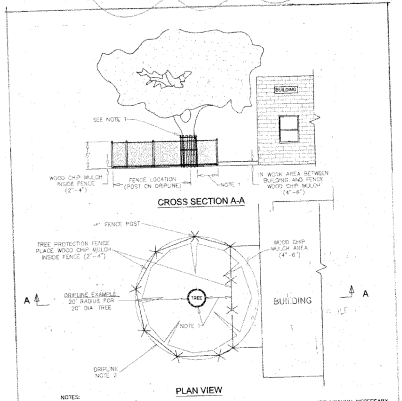 BUILDING
SEE NOTE 1
WOOD CHIP MULCH
INSIDE FENCE
(2"-4")
FENCE LOCATION
(POST ON DRIPLINE)
NOTE 1
IN WORK AREA BETWEEN
BUILDING AND FENCE
WOOD CHIP MULCH
(4"-6")
CROSS SECTION A-A
FENCE POST
TREE PROTECTION FENCE
PLACE WOOD CHIP MULCH
INSIDE FENCE (2"-4")
WOOD CHIP
MULCH AREA
(4"-6")
A
A
DRIPLINE EXAMPLE
20' RADIUS FOR
20" DIA TREE
TREE
BUILDING
NOTE 1
DRIPLINE
NOTE 2
PLAN VIEW
NOTES:
NECESSARY